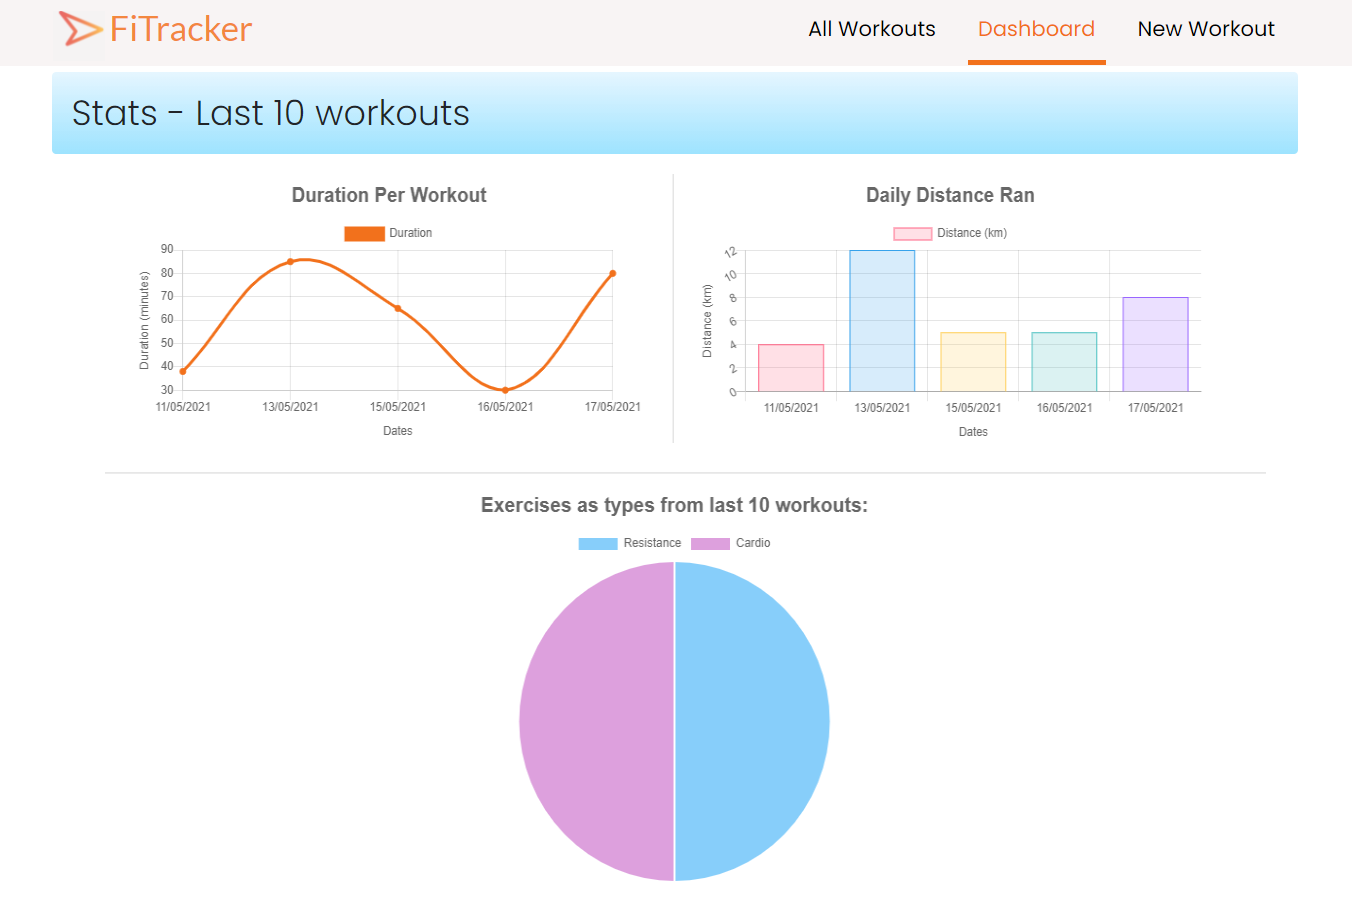 FiTracker
All Workouts Dashboard New Workout
Stats - Last 10 workouts
Duration Per Workout
Duration
Duration (minutes)
90
80
70
60
50
40
30
11/05/2021 13/05/2021 15/05/2021 16/05/2021 17/05/2021
Dates
Daily Distance Ran
Distance (km)
Distance (km)
12
10
8
6
4
2
0
11/05/2021 13/05/2021 15/05/2021 16/05/2021 17/05/2021
Dates
Exercises as types from last 10 workouts:
Resistance Cardio